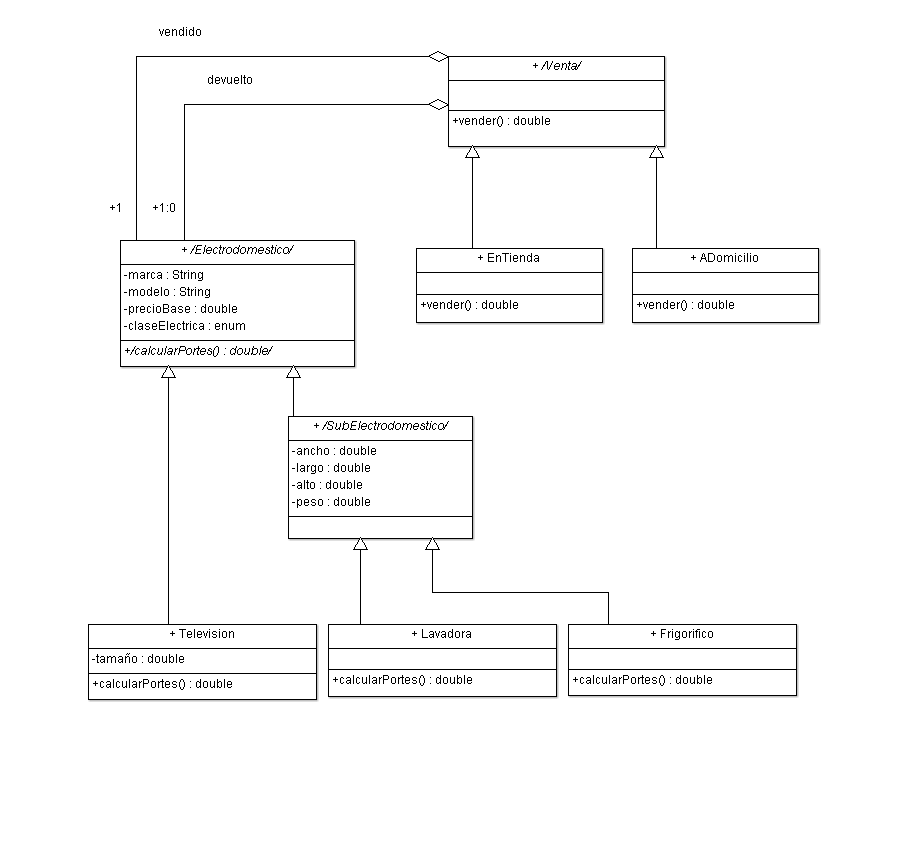 vendido
+ /Venta/
devuelto
+vender() : double
+1
+1:0
+ /Electrodomestico/
-marca : String
-modelo : String
-precioBase : double
-claseElectrica : enum
+/calcularPortes() : double/
+ EnTienda
+vender() : double
+ ADomicilio
+vender() : double
+ /SubElectrodomestico/
-ancho : double
-largo : double
-alto : double
-peso : double
+ Television
-tamaño : double
+calcularPortes() : double
+ Lavadora
+calcularPortes() : double
+ Frigorifico
+calcularPortes() : double